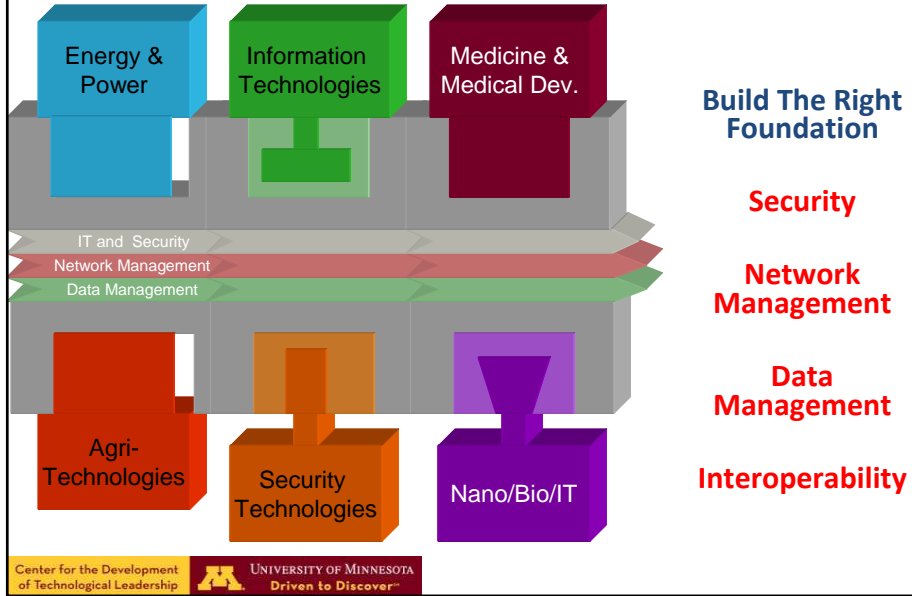 Energy &
Power
Information
Technologies
Medicine &
Medical Dev.
Build The Right
Foundation
Security
IT and Security
Network Management
Data Management
Network
Management
Data
Management
Interoperability
Agri-
Technologies
Security
Technologies
Nano/Bio/IT
Center for the Development
of Technological Leadership
M
UNIVERSITY OF MINNESOTA
Driven to Discover℠